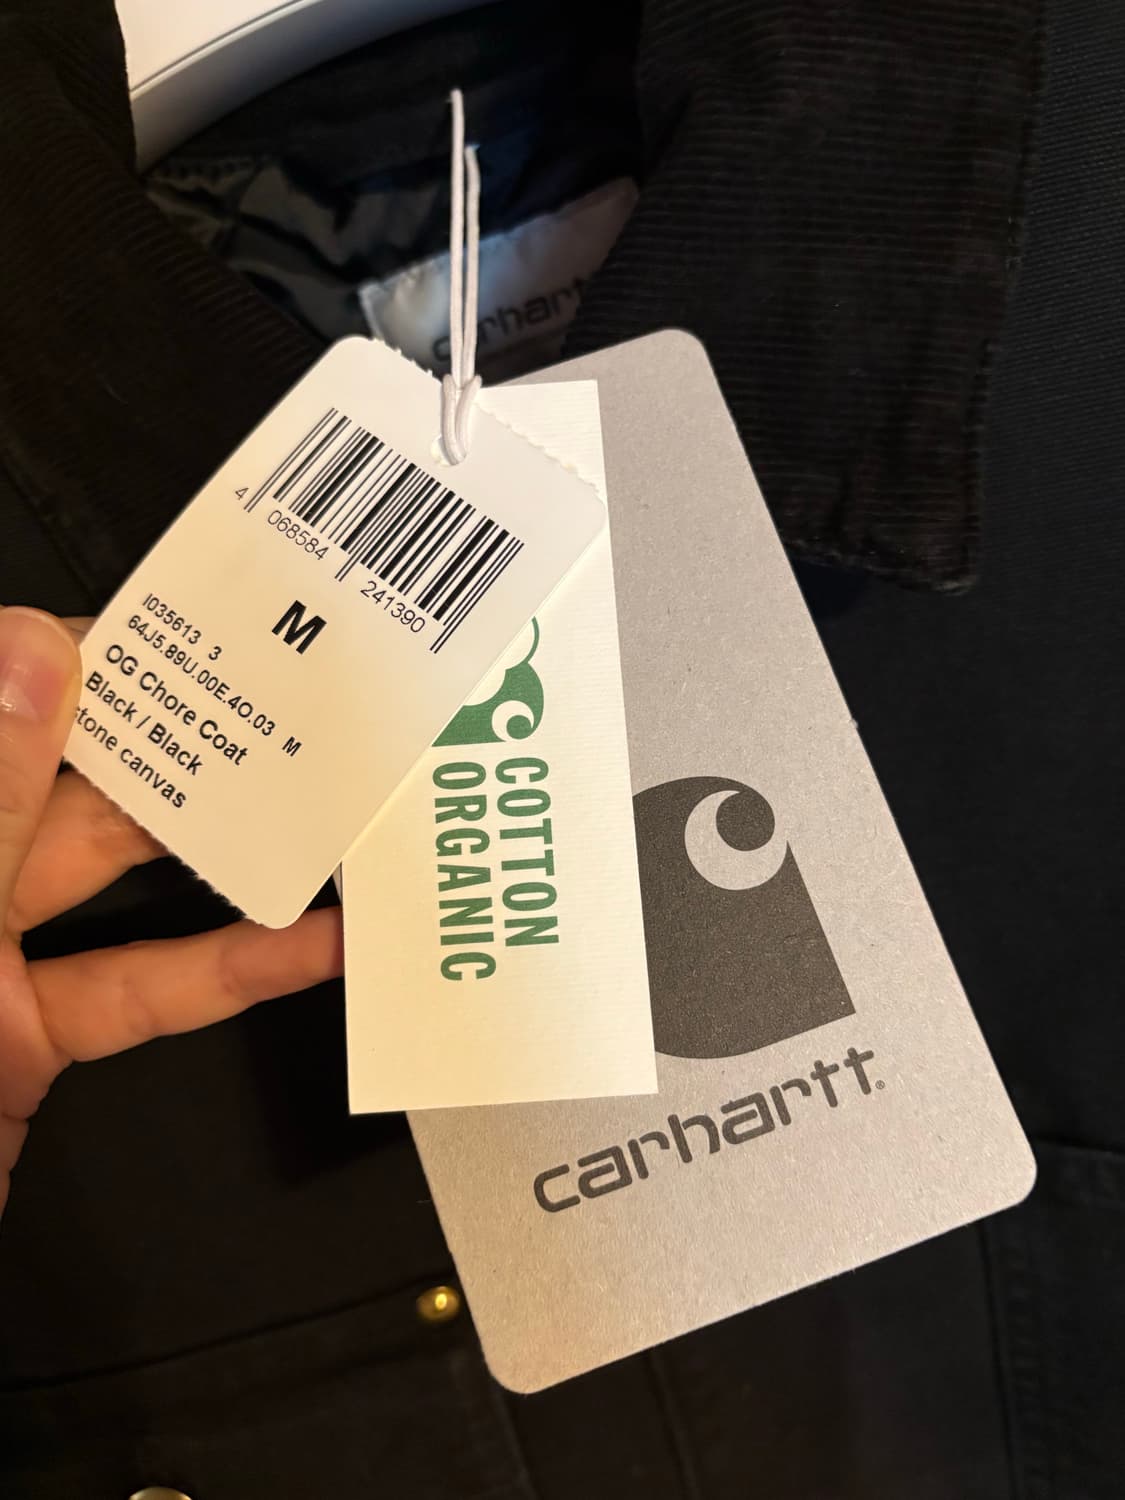 carhart
4 068584 241390
M
I035613 3
64J5.89U.00E.4O.03 M
OG Chore Coat
Black / Black
stone canvas
COTTON
ORGANIC
carhartt®